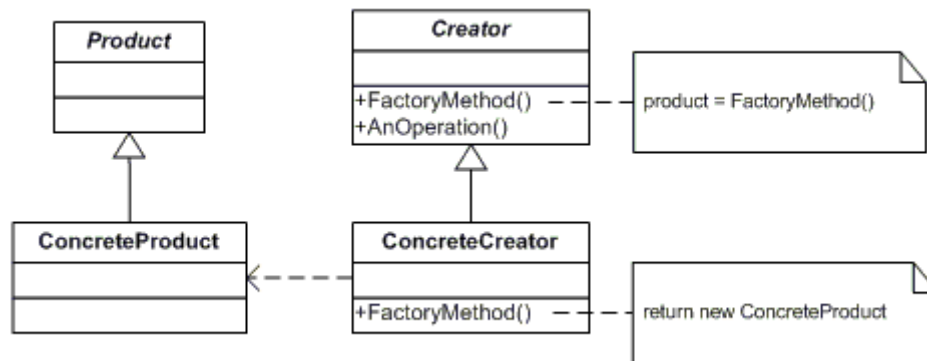 Product
Creator
+FactoryMethod()
+AnOperation()
product = FactoryMethod()
ConcreteProduct
ConcreteCreator
+FactoryMethod()
return new ConcreteProduct